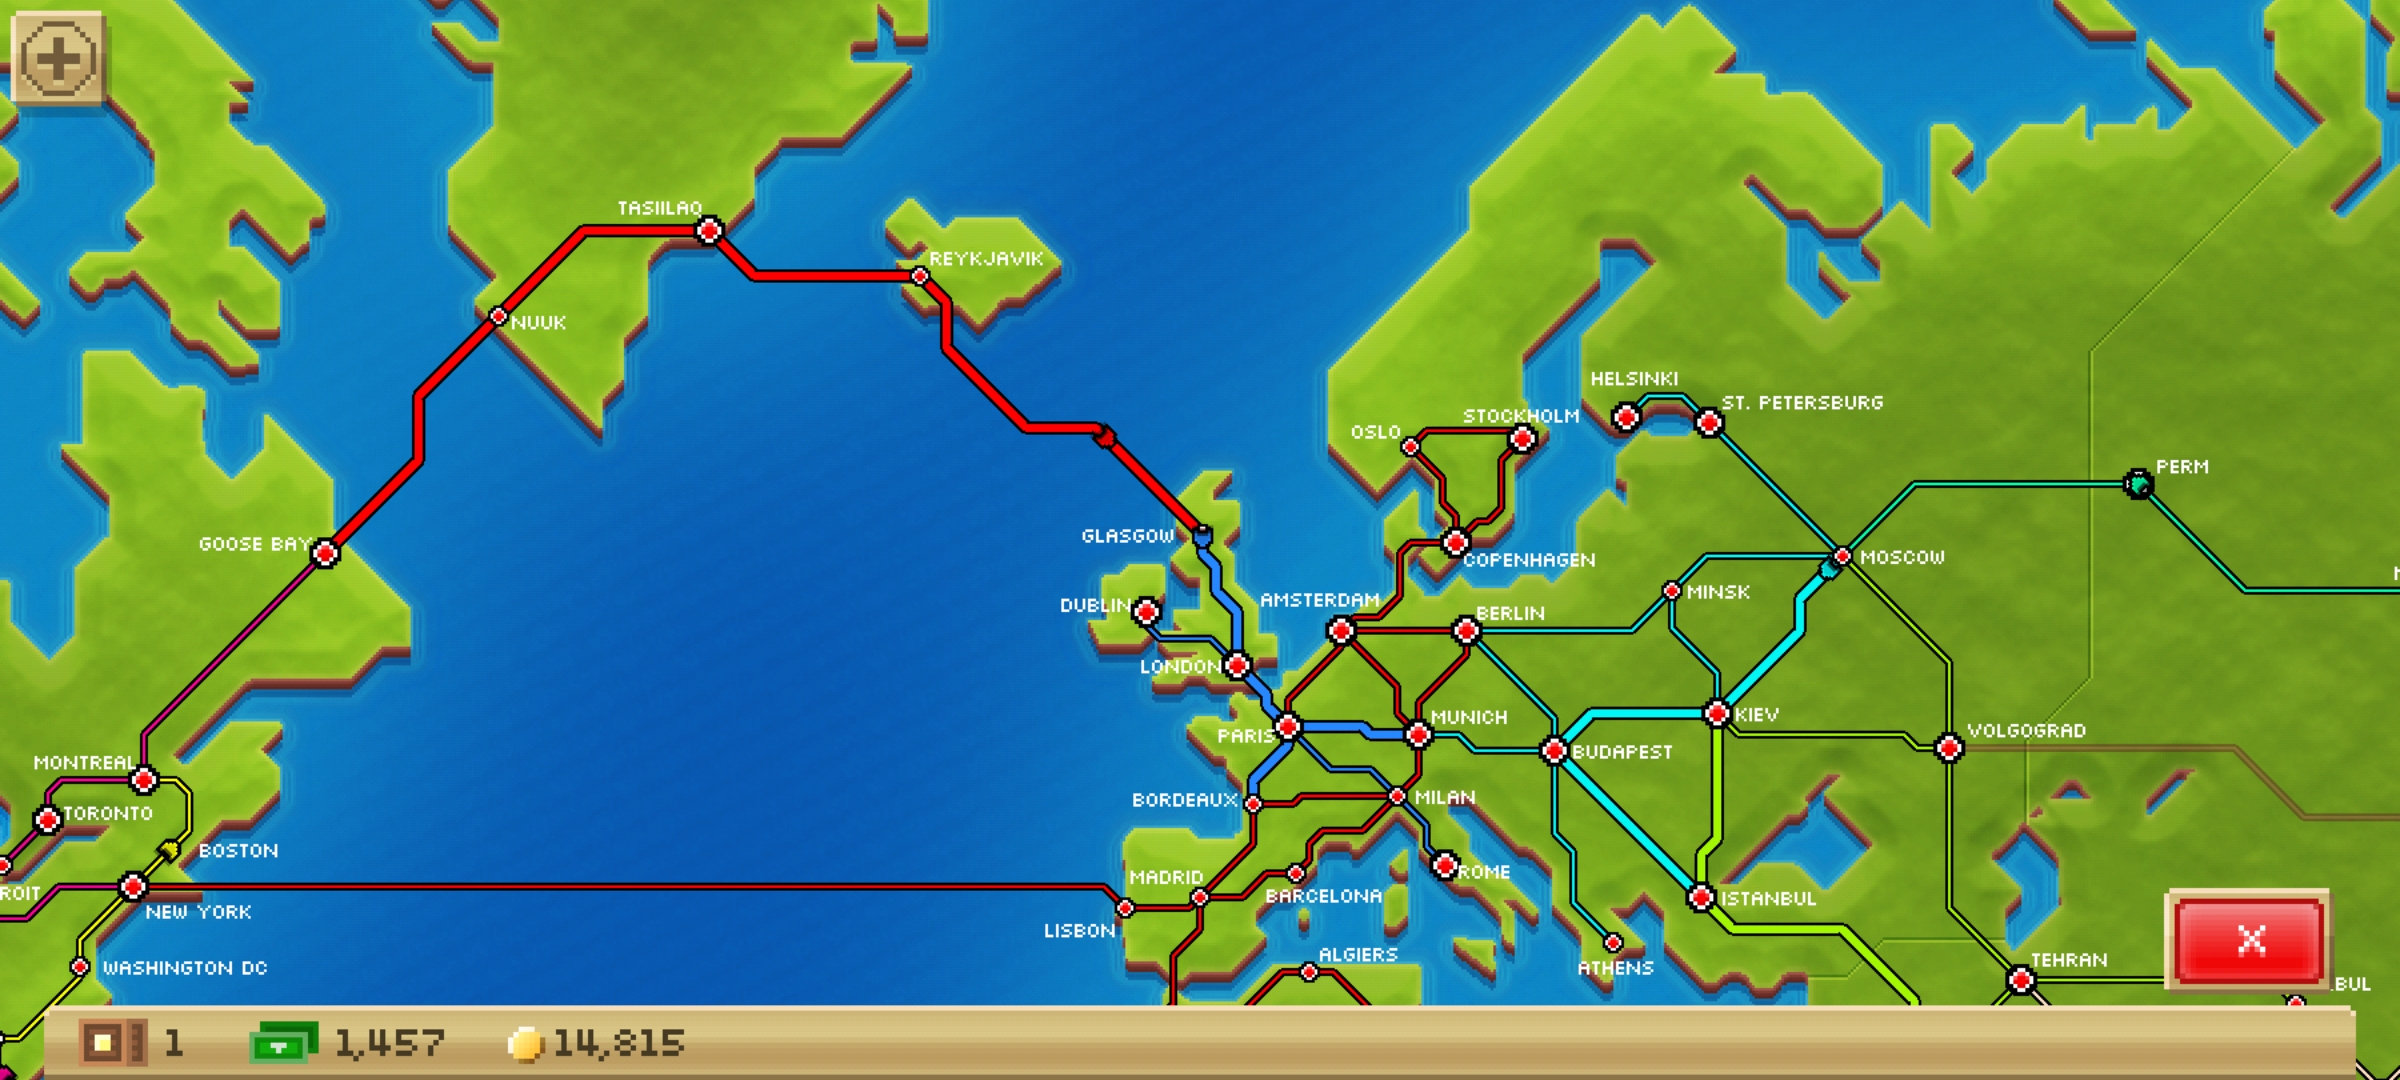 TASIILAQ
REYKJAVIK
NUUK
HELSINKI
ST. PETERSBURG
STOCKHOLM
OSLO
PERM
GLASGOW
GOOSE BAY
COPENHAGEN
MOSCOW
MINSK
AMSTERDAM
DUBLIN
BERLIN
LONDON
MUNICH
KIEV
PARIS
VOLGOGRAD
BUDAPEST
MONTREAL
BORDEAUX
MILAN
TORONTO
BOSTON
ROME
MADRID
ROIT
BARCELONA
ISTANBUL
NEW YORK
LISBON
ALGIERS
TEHRAN
WASHINGTON DC
ATHENS
BUL
1
1,457
14,815